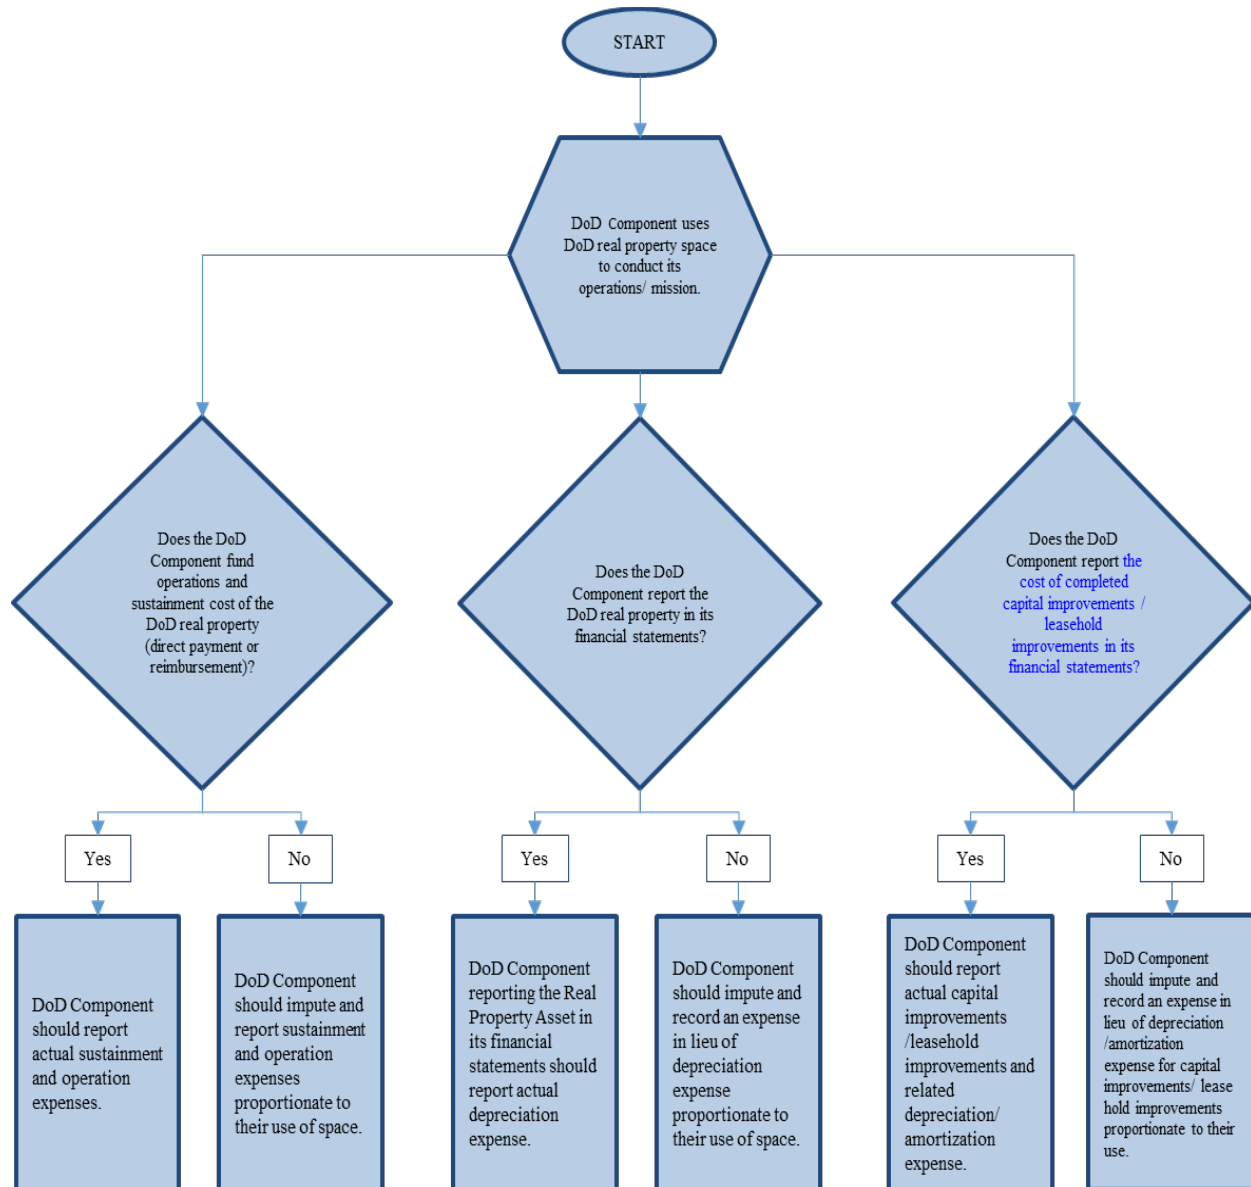 START
DoD Component uses
DoD real property space
to conduct its
operations/ mission.
Does the DoD
Component fund
operations and
sustainment cost of the
DoD real property
(direct payment or
reimbursement)?
Does the DoD
Component report the
DoD real property in its
financial statements?
Does the DoD
Component report the
cost of completed
capital improvements /
leasehold
improvements in its
financial statements?
Yes
No
Yes
No
Yes
No
DoD Component
should report
actual sustainment
and operation
expenses.
DoD Component
should impute and
report sustainment
and operation
expenses
proportionate to
their use of space.
DoD Component
reporting the Real
Property Asset in
its financial
statements should
report actual
depreciation
expense.
DoD Component
should impute and
record an expense
in lieu of
depreciation
expense
proportionate to
their use of space.
DoD Component
should report
actual capital
improvements
/leasehold
improvements and
related
depreciation/
amortization
expense.
DoD Component
should impute and
record an expense in
lieu of depreciation
/amortization
expense for capital
improvements/ lease
hold improvements
proportionate to their
use.